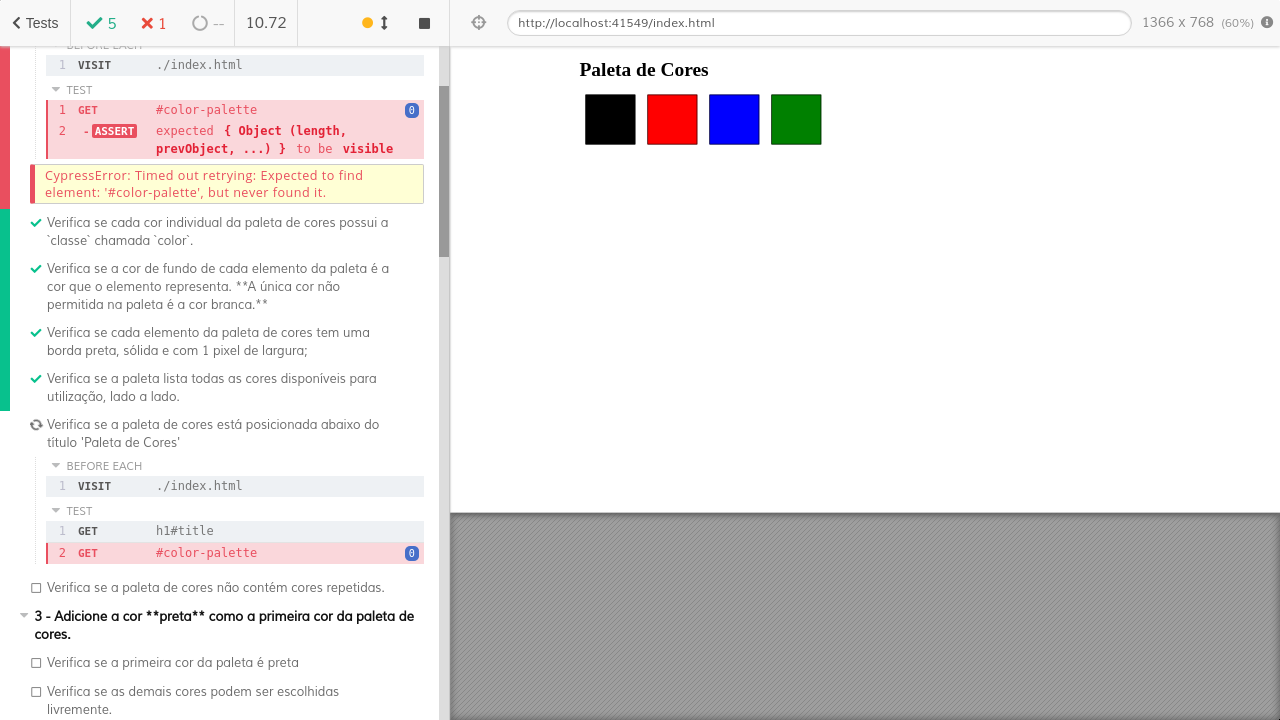 Tests 5 1 -- 10.72
http://localhost:41549/index.html 1366 x 768 (60%)
BEFORE EACH
1 VISIT ./index.html
TEST
1 GET #color-palette 0
2 -ASSERT expected { Object (length,
prevObject, ...) } to be visible
CypressError: Timed out retrying: Expected to find
element: '#color-palette', but never found it.
Verifica se cada cor individual da paleta de cores possui a
`classe` chamada `color`.
Verifica se a cor de fundo de cada elemento da paleta é a
cor que o elemento representa. **A única cor não
permitida na paleta é a cor branca.**
Verifica se cada elemento da paleta de cores tem uma
borda preta, sólida e com 1 pixel de largura;
Verifica se a paleta lista todas as cores disponíveis para
utilização, lado a lado.
Verifica se a paleta de cores está posicionada abaixo do
título 'Paleta de Cores'
BEFORE EACH
1 VISIT ./index.html
TEST
1 GET h1#title
2 GET #color-palette 0
Verifica se a paleta de cores não contém cores repetidas.
3 - Adicione a cor **preta** como a primeira cor da paleta de
cores.
Verifica se a primeira cor da paleta é preta
Verifica se as demais cores podem ser escolhidas
livremente.
Paleta de Cores